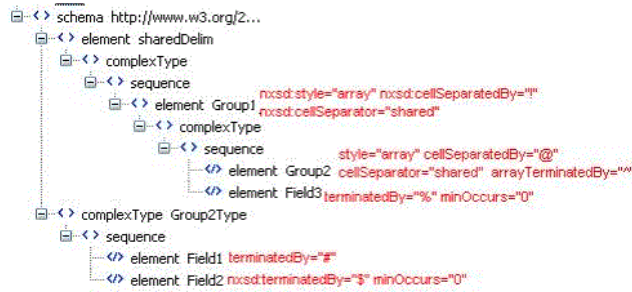 schema http://www.w3.org/2...
element sharedDelim
complexType
sequence
nxsd:style="array" nxsd:cellSeparatedBy="!"
element Group1
nxsd:cellSeparator="shared"
complexType
sequence
style="array" cellSeparatedBy="@"
element Group2 cellSeparator="shared" arrayTerminatedBy="^"
element Field3 terminatedBy="%" minOccurs="0"
complexType Group2Type
sequence
element Field1 terminatedBy="#"
element Field2 nxsd:terminatedBy="$" minOccurs="0"